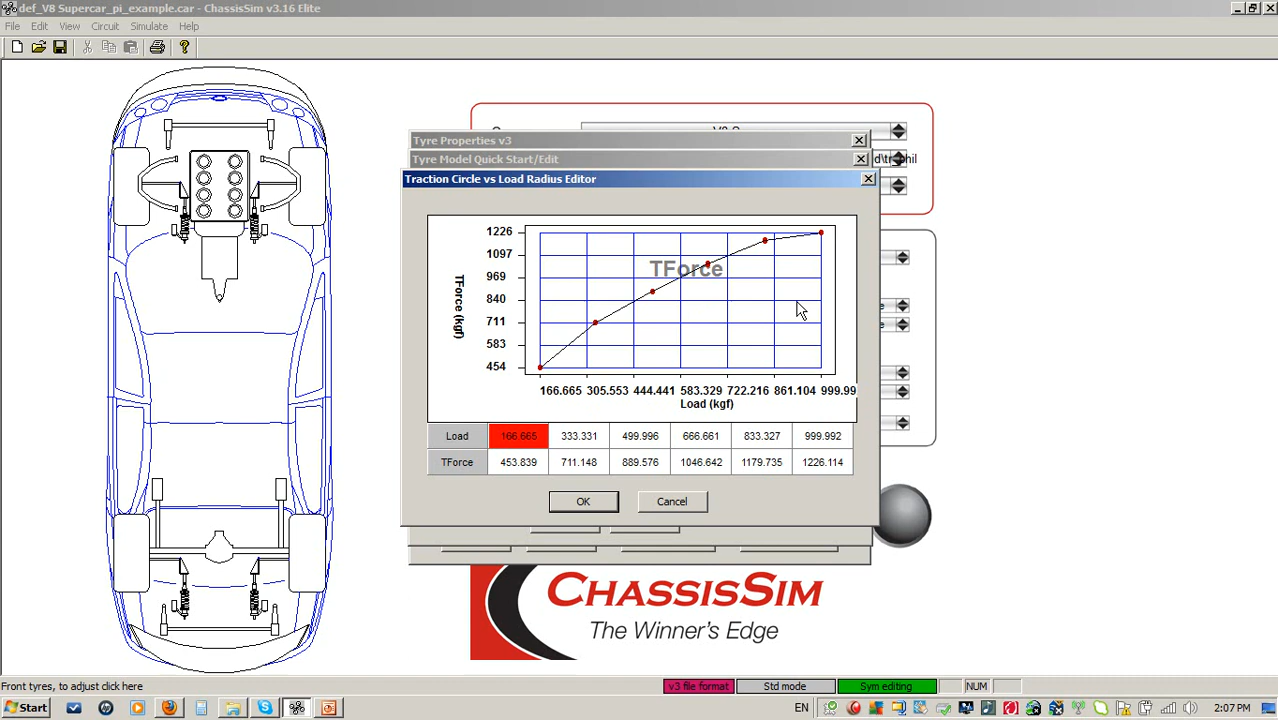 def_V8 Supercar_pi_example.car - ChassisSim v3.16 Elite
File Edit View Circuit Simulate Help
Tyre Properties v3
Tyre Model Quick Start/Edit
d\tr_phil
Traction Circle vs Load Radius Editor
TForce
TForce (kgf)
1226
1097
969
840
711
583
454
166.665 305.553 444.441 583.329 722.216 861.104 999.99
Load (kgf)
Load 166.665 333.331 499.996 666.661 833.327 999.992
TForce 453.839 711.148 889.576 1046.642 1179.735 1226.114
OK Cancel
CHASSISSIM
The Winner's Edge
From tyres, to adjust click here
v3 file format Std mode Sym editing NUM
Start EN 2:07 PM